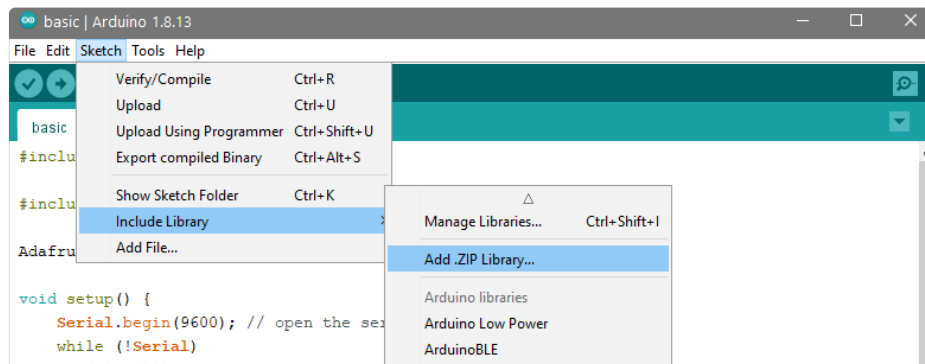 basic | Arduino 1.8.13
File Edit Sketch Tools Help
Verify/Compile Ctrl+R
Upload Ctrl+U
basic
Upload Using Programmer Ctrl+Shift+U
#inclu
Export compiled Binary Ctrl+Alt+S
Show Sketch Folder Ctrl+K
#inclu
Include Library
Manage Libraries... Ctrl+Shift+I
Adafru
Add File...
Add .ZIP Library...
void setup() {
Arduino libraries
Serial.begin(9600); // open the ser
Arduino Low Power
while (!Serial)
ArduinoBLE